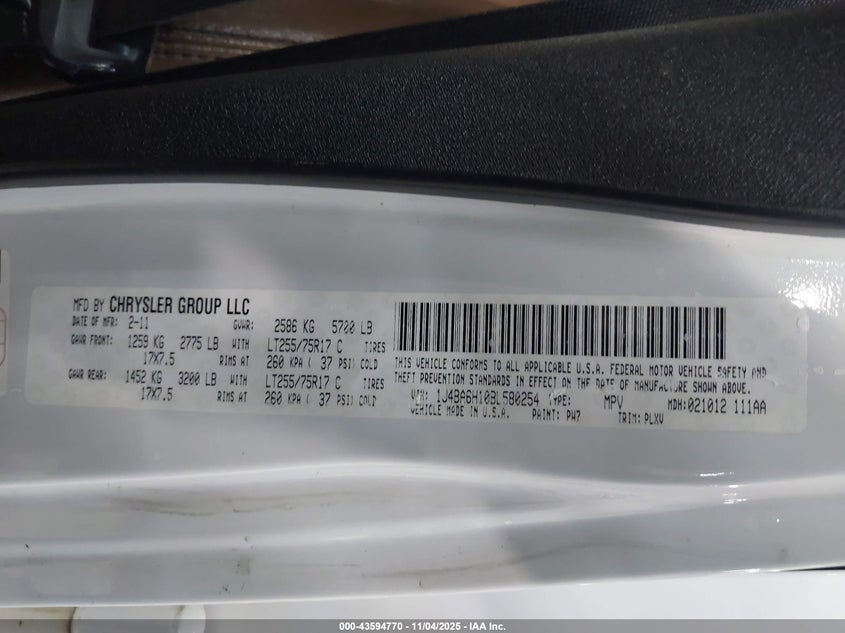 MFD BY CHRYSLER GROUP LLC
DATE OF MFR: 2-11 GVWR: 2586 KG 5700 LB
GAWR FRONT: 1259 KG 2775 LB WITH LT255/75R17 C TIRES
17X7.5 RIMS AT 260 KPA ( 37 PSI) COLD
GAWR REAR: 1452 KG 3200 LB WITH LT255/75R17 C TIRES
17X7.5 RIMS AT 260 KPA ( 37 PSI) COLD
THIS VEHICLE CONFORMS TO ALL APPLICABLE U.S.A. FEDERAL MOTOR VEHICLE SAFETY AND
THEFT PREVENTION STANDARDS IN EFFECT ON THE DATE OF MANUFACTURE SHOWN ABOVE.
VIN: 1J4BA6H10BL580254 TYPE: MPV MDH:021012 111AA
VEHICLE MADE IN U.S.A. PAINT: PW7 TRIM: PLXV
000-43594770 - 11/04/2025 - IAA Inc.